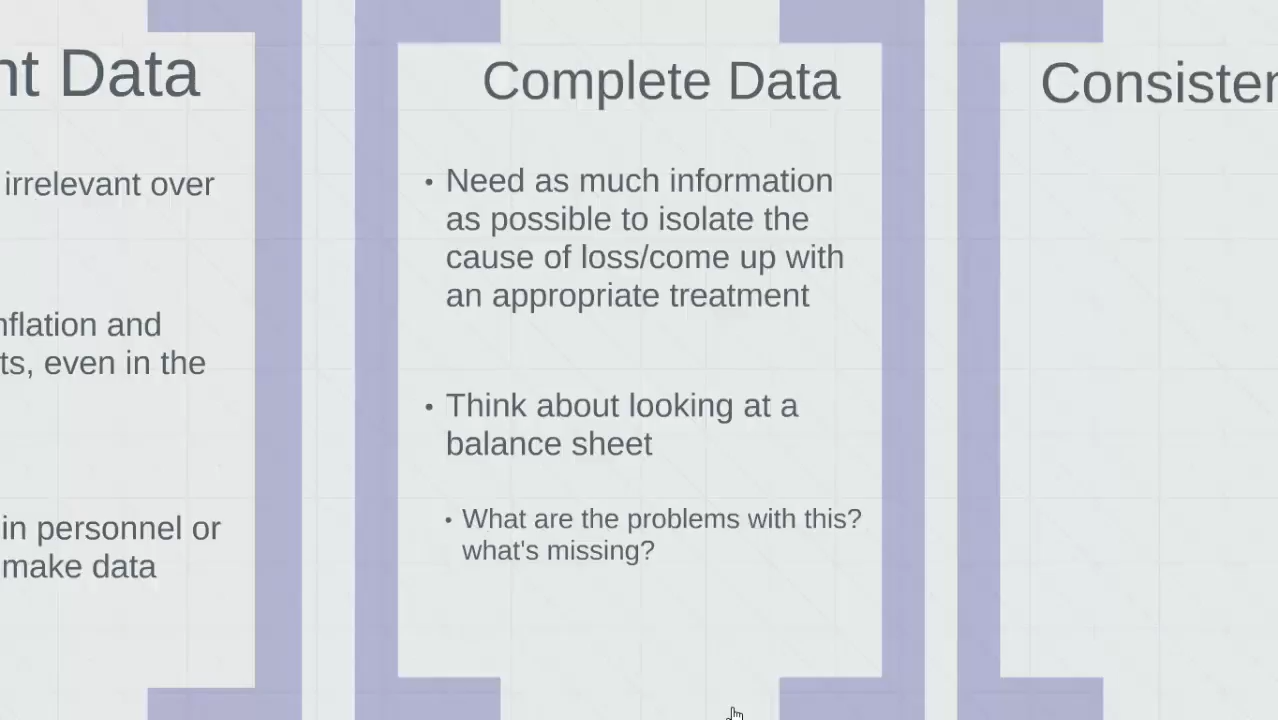 nt Data
irrelevant over
nflation and
ts, even in the
in personnel or
make data
Complete Data
• Need as much information
as possible to isolate the
cause of loss/come up with
an appropriate treatment
• Think about looking at a
balance sheet
• What are the problems with this?
what's missing?
Consisten